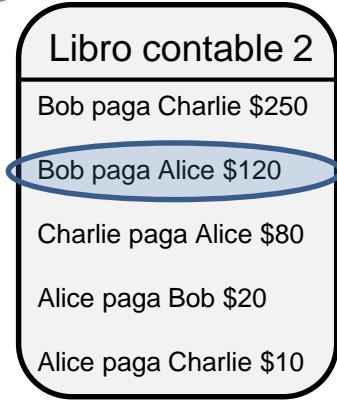 Libro contable 2
Bob paga Charlie $250
Bob paga Alice $120
Charlie paga Alice $80
Alice paga Bob $20
Alice paga Charlie $10